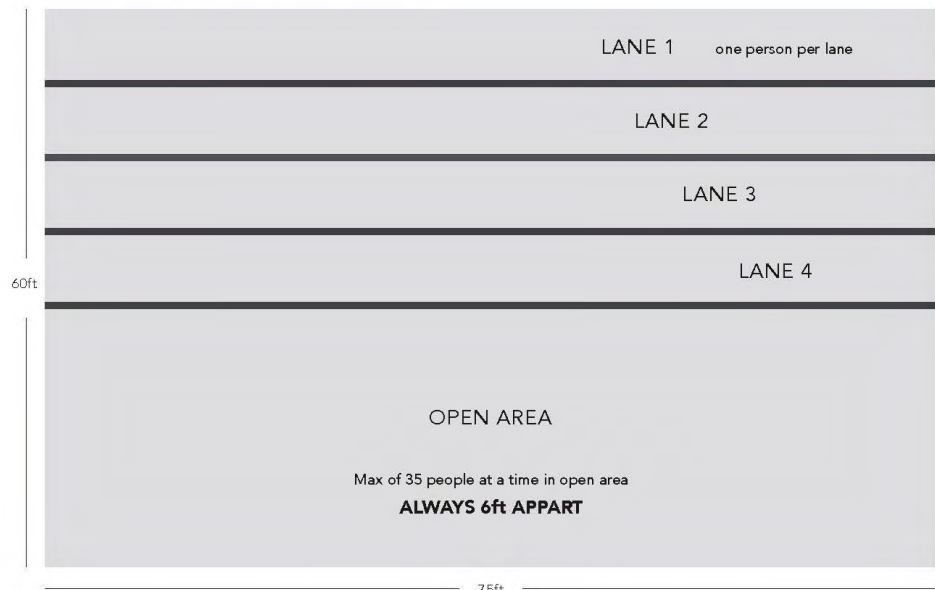 LANE 1 one person per lane
LANE 2
LANE 3
LANE 4
60ft
OPEN AREA
Max of 35 people at a time in open area
ALWAYS 6ft APPART
75ft